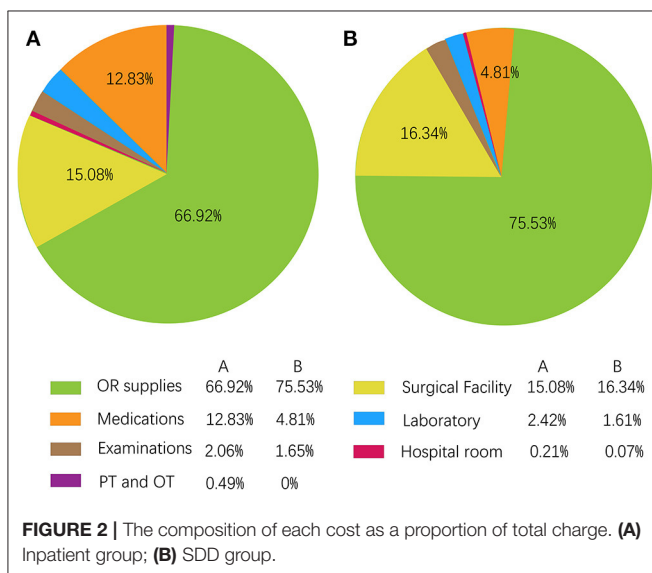 A
B
12.83%
4.81%
15.08%
16.34%
66.92%
75.53%
A B A B
OR supplies 66.92% 75.53% Surgical Facility 15.08% 16.34%
Medications 12.83% 4.81% Laboratory 2.42% 1.61%
Examinations 2.06% 1.65% Hospital room 0.21% 0.07%
PT and OT 0.49% 0%
FIGURE 2 | The composition of each cost as a proportion of total charge. (A)
Inpatient group; (B) SDD group.